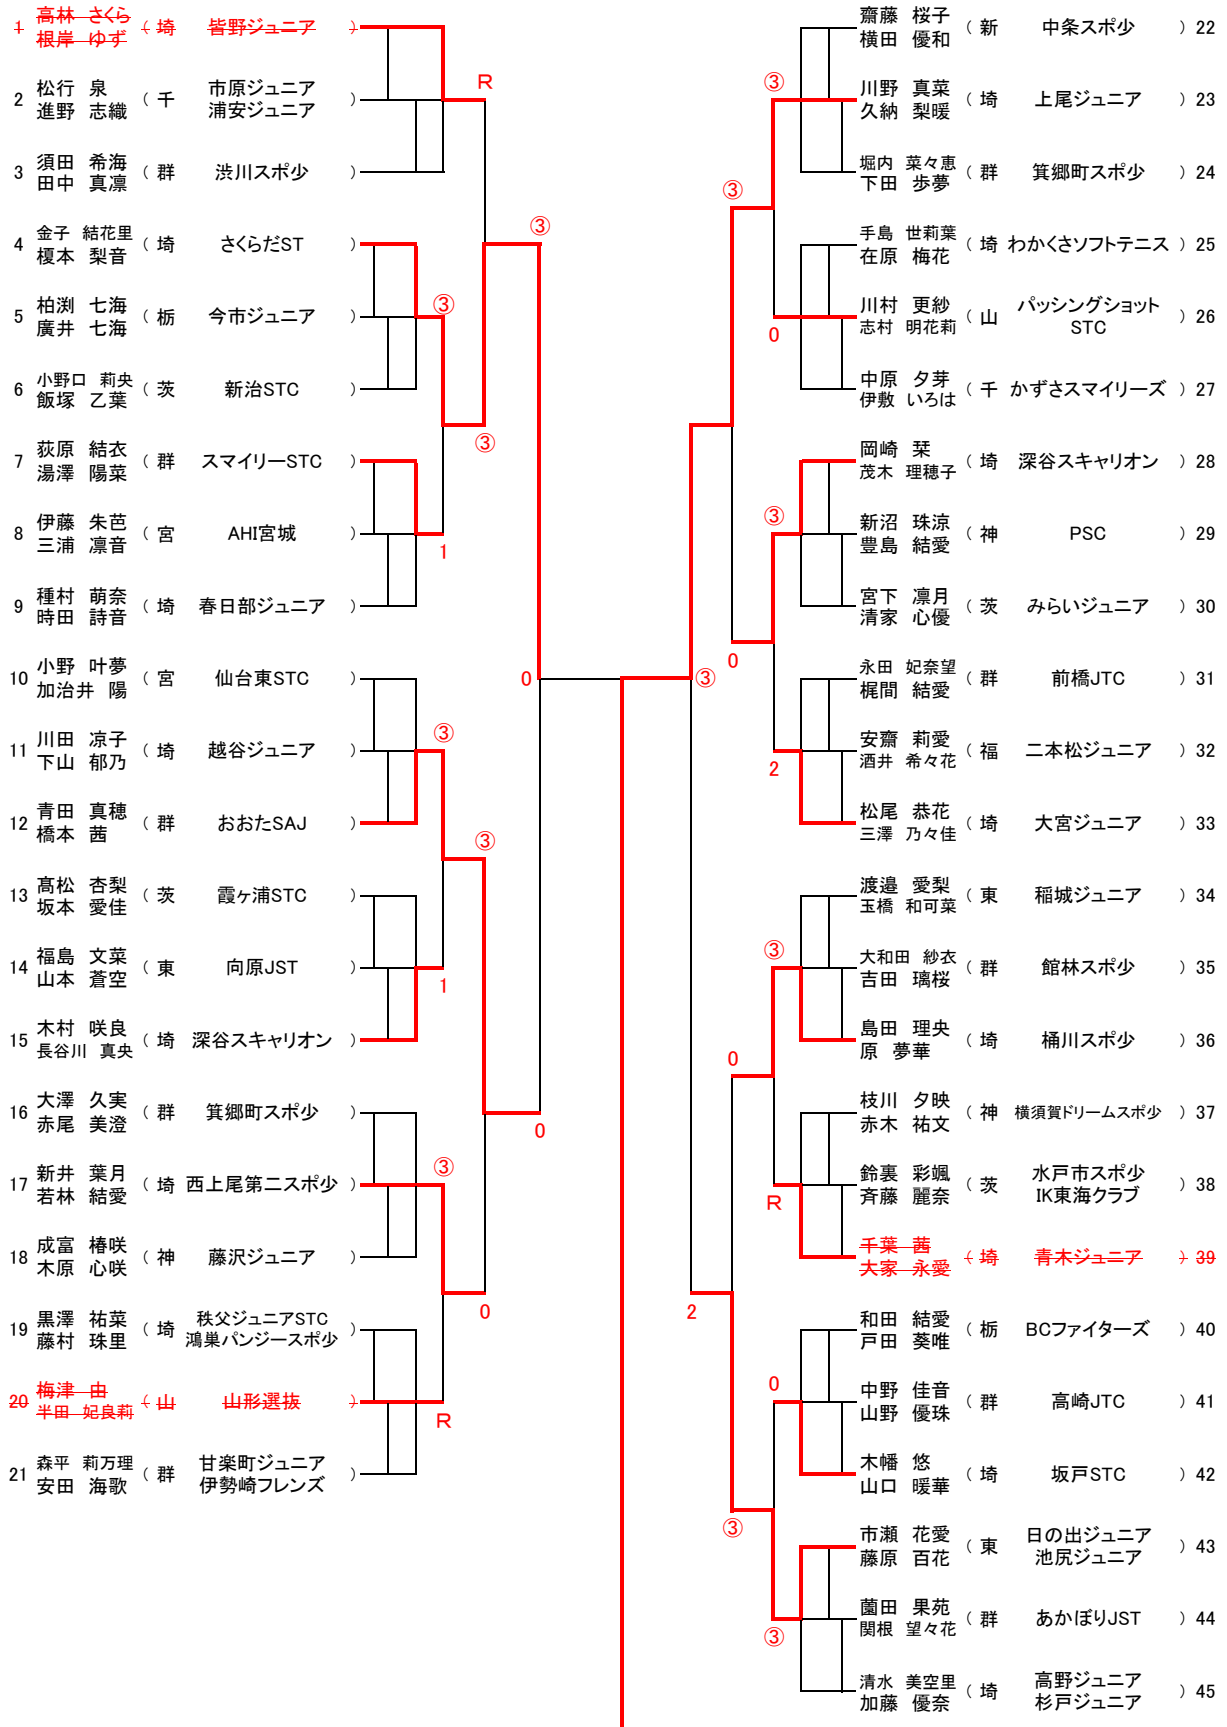 1 高林 さくら ( 埼 皆野ジュニア )
根岸 ゆず
2 松行 泉 ( 千 市原ジュニア )
進野 志織 浦安ジュニア
3 須田 希海 ( 群 渋川スポ少 )
田中 真凛
4 金子 結花里 ( 埼 さくらだST )
榎本 梨音
5 柏渕 七海 ( 栃 今市ジュニア )
廣井 七海
6 小野口 莉央 ( 茨 新治STC )
飯塚 乙葉
7 荻原 結衣 ( 群 スマイリーSTC )
湯澤 陽菜
8 伊藤 朱芭 ( 宮 AHI宮城 )
三浦 凛音
9 種村 萌奈 ( 埼 春日部ジュニア )
時田 詩音
10 小野 叶夢 ( 宮 仙台東STC )
加治井 陽
11 川田 凉子 ( 埼 越谷ジュニア )
下山 郁乃
12 青田 真穂 ( 群 おおたSAJ )
橋本 茜
13 髙松 杏梨 ( 茨 霞ヶ浦STC )
坂本 愛佳
14 福島 文菜 ( 東 向原JST )
山本 蒼空
15 木村 咲良 ( 埼 深谷スキャリオン )
長谷川 真央
16 大澤 久実 ( 群 箕郷町スポ少 )
赤尾 美澄
17 新井 葉月 ( 埼 西上尾第二スポ少 )
若林 結愛
18 成富 椿咲 ( 神 藤沢ジュニア )
木原 心咲
19 黒澤 祐菜 ( 埼 秩父ジュニアSTC )
藤村 珠里 鴻巣パンジースポ少
20 梅津 由 ( 山 山形選抜 )
半田 妃良莉
21 森平 莉万理 ( 群 甘楽町ジュニア )
安田 海歌 伊勢崎フレンズ
R
③
③
③
1
0
③
③
1
0
③
0
R
③
③
0
③
0
2
③
③
0
R
2
0
③
③
齋藤 桜子 ( 新 中条スポ少 ) 22
横田 優和
川野 真菜 ( 埼 上尾ジュニア ) 23
久納 梨暖
堀内 菜々恵 ( 群 箕郷町スポ少 ) 24
下田 歩夢
手島 世莉葉 ( 埼 わかくさソフトテニス ) 25
在原 梅花
川村 更紗 ( 山 パッシングショット ) 26
志村 明花莉 STC
中原 夕芽 ( 千 かずさスマイリーズ ) 27
伊敷 いろは
岡崎 栞 ( 埼 深谷スキャリオン ) 28
茂木 理穂子
新沼 珠涼 ( 神 PSC ) 29
豊島 結愛
宮下 凛月 ( 茨 みらいジュニア ) 30
清家 心優
永田 妃奈望 ( 群 前橋JTC ) 31
梶間 結愛
安齋 莉愛 ( 福 二本松ジュニア ) 32
酒井 希々花
松尾 恭花 ( 埼 大宮ジュニア ) 33
三澤 乃々佳
渡邉 愛梨 ( 東 稲城ジュニア ) 34
玉橋 和可菜
大和田 紗衣 ( 群 館林スポ少 ) 35
吉田 璃桜
島田 理央 ( 埼 桶川スポ少 ) 36
原 夢華
枝川 夕映 ( 神 横須賀ドリームスポ少 ) 37
赤木 祐文
鈴裏 彩颯 ( 茨 水戸市スポ少 ) 38
斉藤 麗奈 IK東海クラブ
千葉 茜 ( 埼 青木ジュニア ) 39
大家 永愛
和田 結愛 ( 栃 BCファイターズ ) 40
戸田 葵唯
中野 佳音 ( 群 高崎JTC ) 41
山野 優珠
木幡 悠 ( 埼 坂戸STC ) 42
山口 暖華
市瀬 花愛 ( 東 日の出ジュニア ) 43
藤原 百花 池尻ジュニア
薗田 果苑 ( 群 あかぼりJST ) 44
関根 望々花
清水 美空里 ( 埼 高野ジュニア ) 45
加藤 優奈 杉戸ジュニア